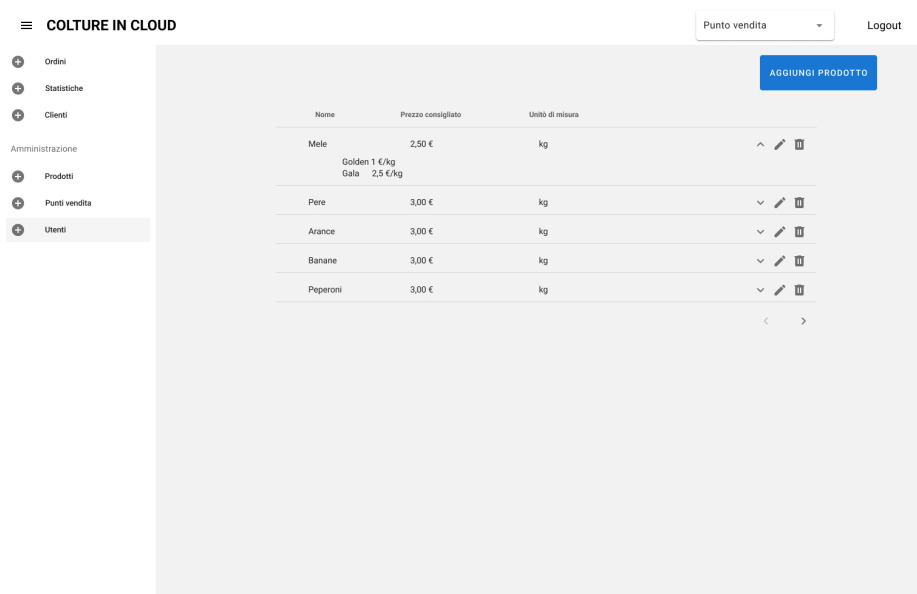 COLTURE IN CLOUD
Punto vendita
Logout
Ordini
Statistiche
Clienti
Amministrazione
Prodotti
Punti vendita
Utenti
AGGIUNGI PRODOTTO
Nome Prezzo consigliato Unitò di misura
Mele 2,50 € kg
Golden 1 €/kg
Gala 2,5 €/kg
Pere 3,00 € kg
Arance 3,00 € kg
Banane 3,00 € kg
Peperoni 3,00 € kg